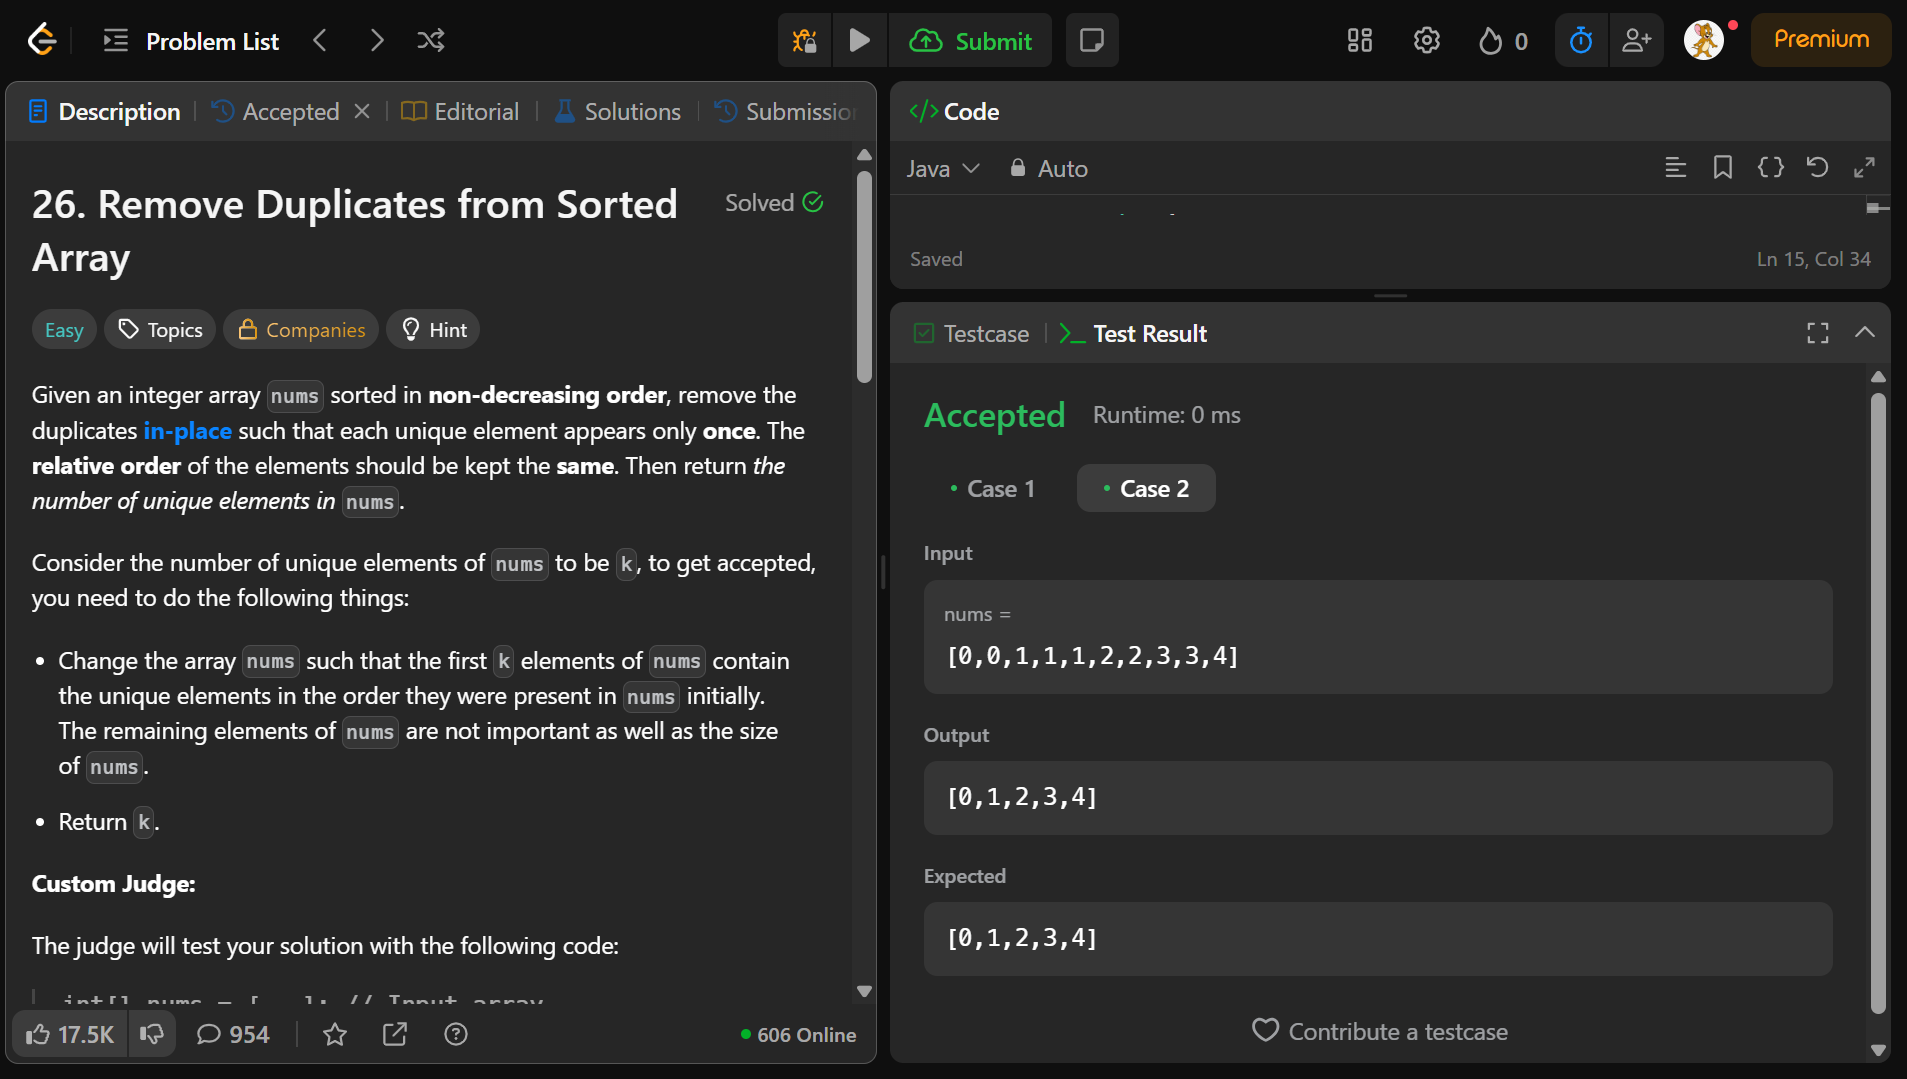 Problem List
Submit
0
Premium
Description
Accepted
Editorial
Solutions
26. Remove Duplicates from Sorted
Array
Solved
Easy
Topics
Companies
Hint
Given an integer array nums sorted in non-decreasing order, remove the
duplicates in-place such that each unique element appears only once. The
relative order of the elements should be kept the same. Then return the
number of unique elements in nums.
Consider the number of unique elements of nums to be k, to get accepted,
you need to do the following things:
• Change the array nums such that the first k elements of nums contain
the unique elements in the order they were present in nums initially.
The remaining elements of nums are not important as well as the size
of nums.
• Return k.
Custom Judge:
The judge will test your solution with the following code:
17.5K
954
606 Online
</> Code
Java
Auto
Saved
Ln 15, Col 34
Testcase
Test Result
Accepted
Runtime: 0 ms
• Case 1
• Case 2
Input
nums =
[0,0,1,1,1,2,2,3,3,4]
Output
[0,1,2,3,4]
Expected
[0,1,2,3,4]
Contribute a testcase